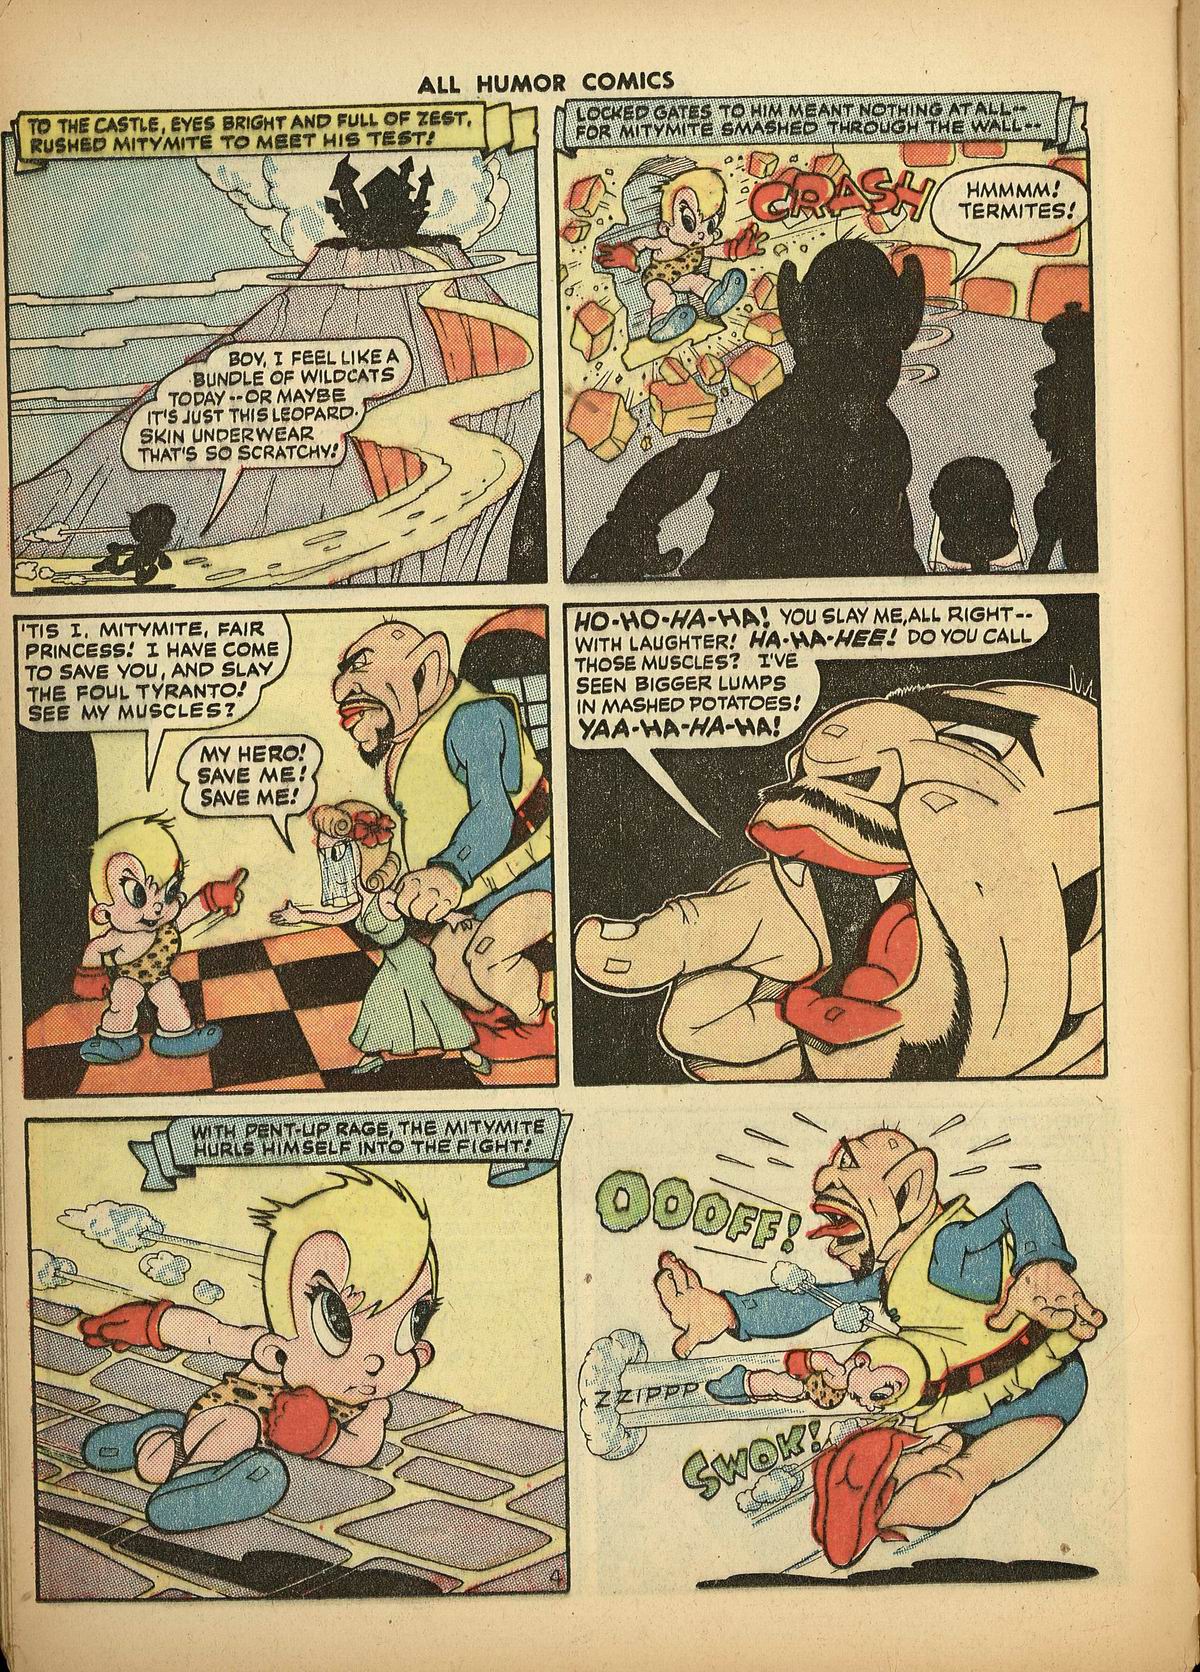 ALL HUMOR COMICS
TO THE CASTLE, EYES BRIGHT AND FULL OF ZEST,
RUSHED MITYMITE TO MEET HIS TEST!
BOY, I FEEL LIKE A
BUNDLE OF WILDCATS
TODAY--OR MAYBE
IT'S JUST THIS LEOPARD-
SKIN UNDERWEAR
THAT'S SO SCRATCHY!
LOCKED GATES TO HIM MEANT NOTHING AT ALL--
FOR MITYMITE SMASHED THROUGH THE WALL--
CRASH
HMMMM!
TERMITES!
'TIS I, MITYMITE, FAIR
PRINCESS! I HAVE COME
TO SAVE YOU, AND SLAY
THE FOUL TYRANTO!
SEE MY MUSCLES?
MY HERO!
SAVE ME!
SAVE ME!
HO-HO-HA-HA! YOU SLAY ME, ALL RIGHT--
WITH LAUGHTER! HA-HA-HEE! DO YOU CALL
THOSE MUSCLES? I'VE
SEEN BIGGER LUMPS
IN MASHED POTATOES!
YAA-HA-HA-HA!
WITH PENT-UP RAGE, THE MITYMITE
HURLS HIMSELF INTO THE FIGHT!
4
OOOFF!
ZZIPPP
SWOK!